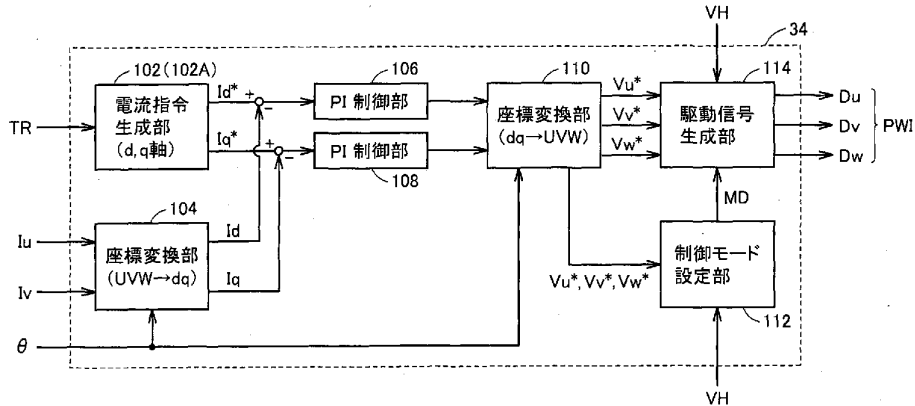 VH
34
102(102A)
電流指令
生成部
(d,q軸)
TR
Id*
Iq*
+
-
+
-
106
PI 制御部
PI 制御部
108
110
座標変換部
(dq→UVW)
Vu*
Vv*
Vw*
114
駆動信号
生成部
Du
Dv
Dw
PWI
MD
104
座標変換部
(UVW→dq)
Iu
Iv
Id
Iq
θ
Vu*, Vv*, Vw*
制御モード
設定部
112
VH